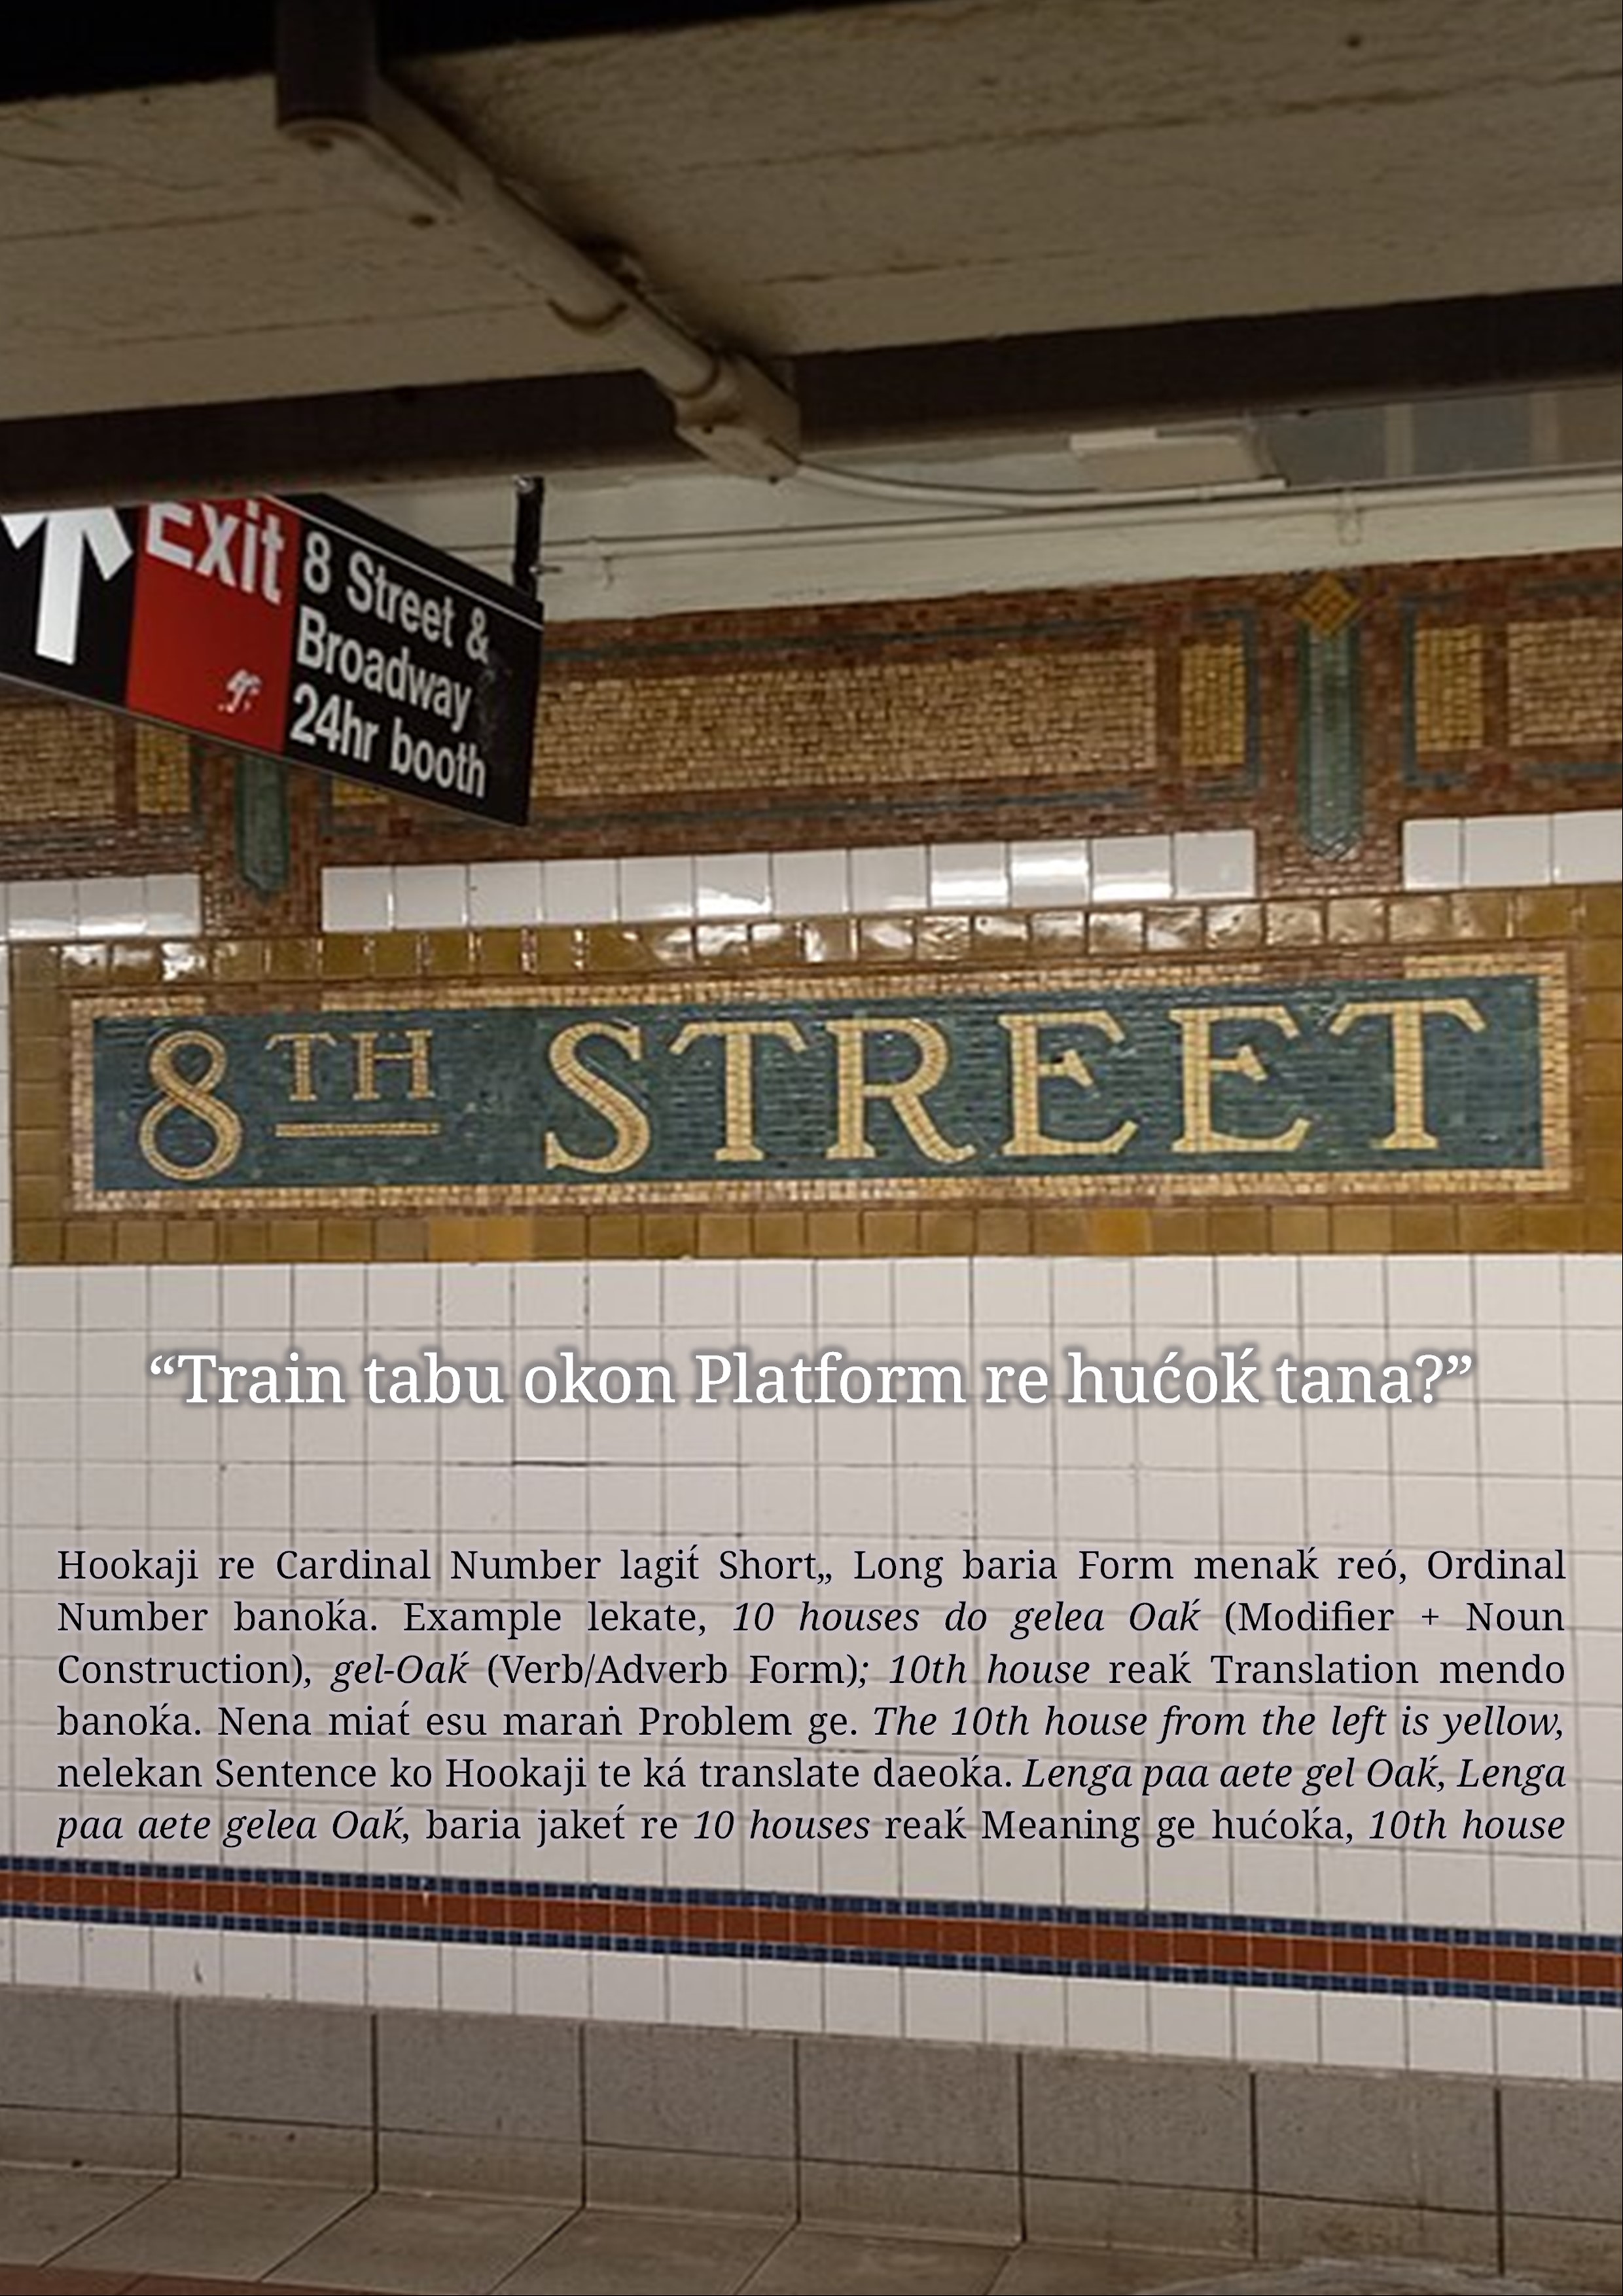 Exit
8 Street &
Broadway
24hr booth
8TH STREET
“Train tabu okon Platform re hućoḱ tana?”
Hookaji re Cardinal Number lagit́ Short„ Long baria Form menaḱ reó, Ordinal
Number banoḱa. Example lekate, 10 houses do gelea Oaḱ (Modifier + Noun
Construction), gel-Oaḱ (Verb/Adverb Form); 10th house reaḱ Translation mendo
banoḱa. Nena miat́ esu maraṅ Problem ge. The 10th house from the left is yellow,
nelekan Sentence ko Hookaji te ká translate daeoḱa. Lenga paa aete gel Oaḱ, Lenga
paa aete gelea Oaḱ, baria jaket́ re 10 houses reaḱ Meaning ge hućoḱa, 10th house